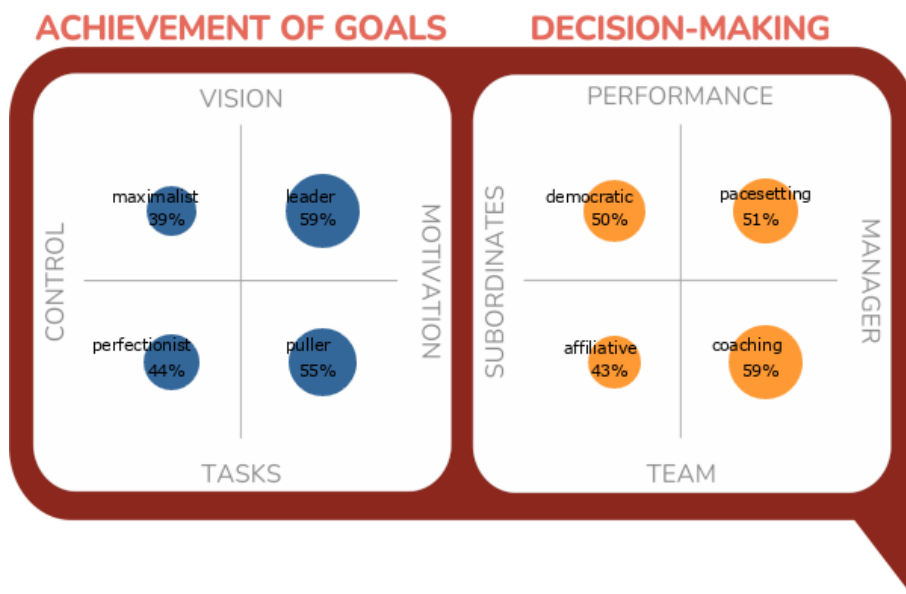 ACHIEVEMENT OF GOALS
VISION
CONTROL
MOTIVATION
maximalist
39%
leader
59%
perfectionist
44%
puller
55%
TASKS
DECISION-MAKING
PERFORMANCE
SUBORDINATES
MANAGER
democratic
50%
pacesetting
51%
affiliative
43%
coaching
59%
TEAM